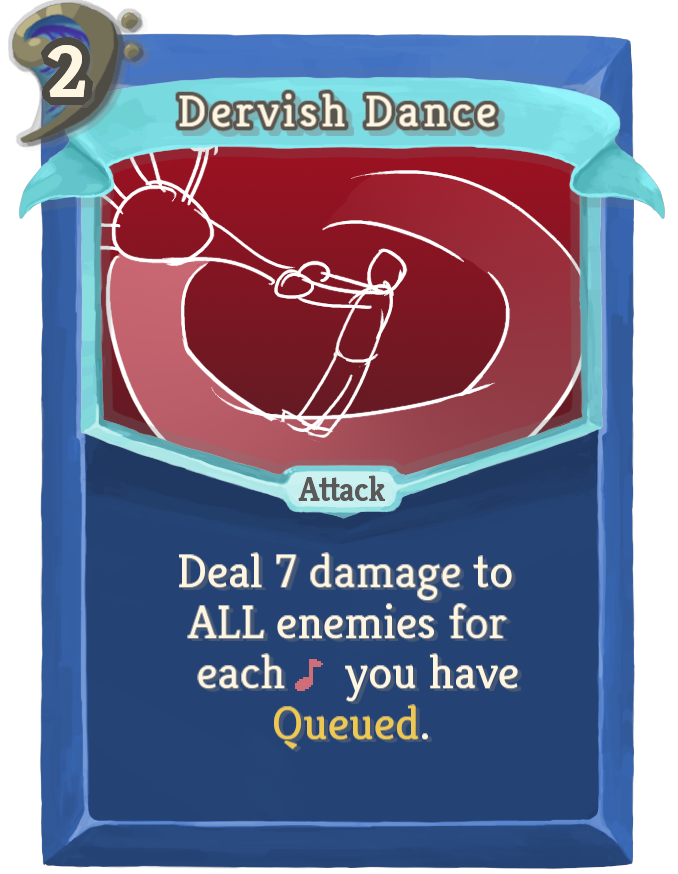 2
Dervish Dance
Attack
Deal 7 damage to
ALL enemies for
each ♪ you have
Queued.